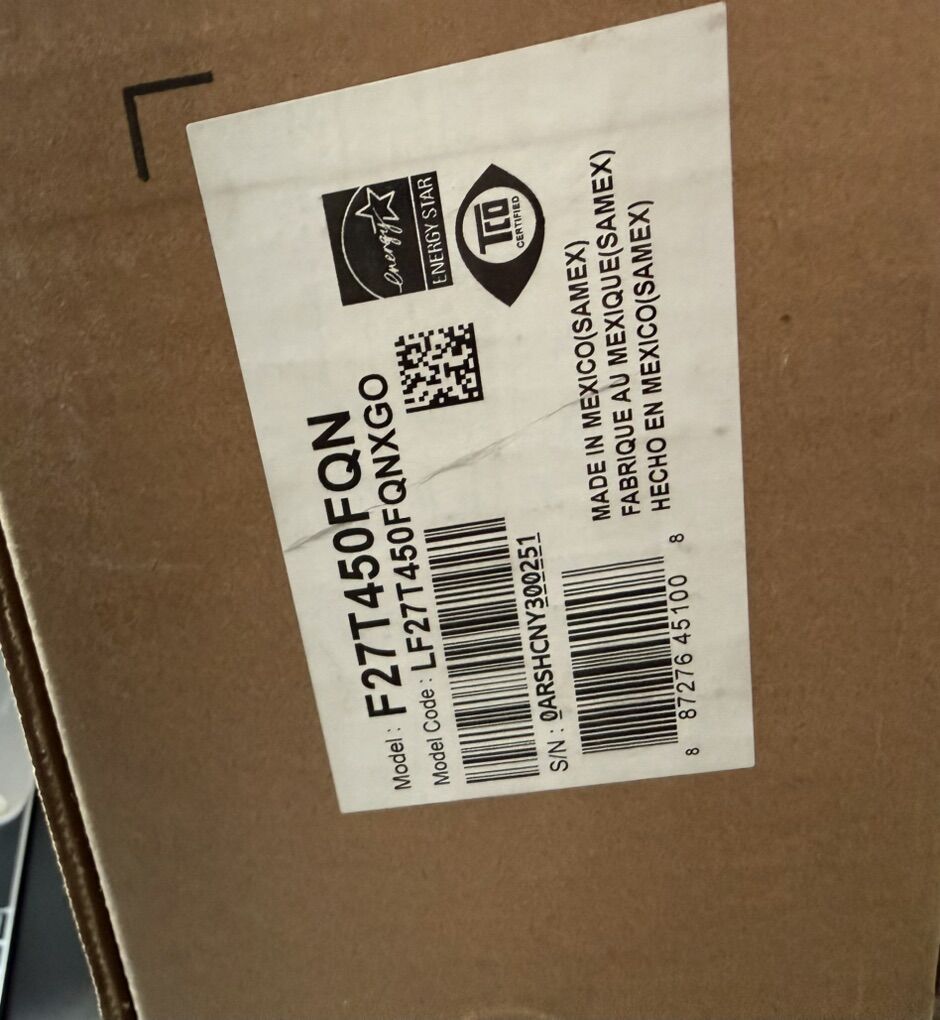 Model : F27T450FQN
Model Code : LF27T450FQNXGO
S/N : 0ARSHCNY300251
8 87276 45100 8
energy
ENERGY STAR
TCO
CERTIFIED
MADE IN MEXICO(SAMEX)
FABRIQUE AU MEXIQUE(SAMEX)
HECHO EN MEXICO(SAMEX)